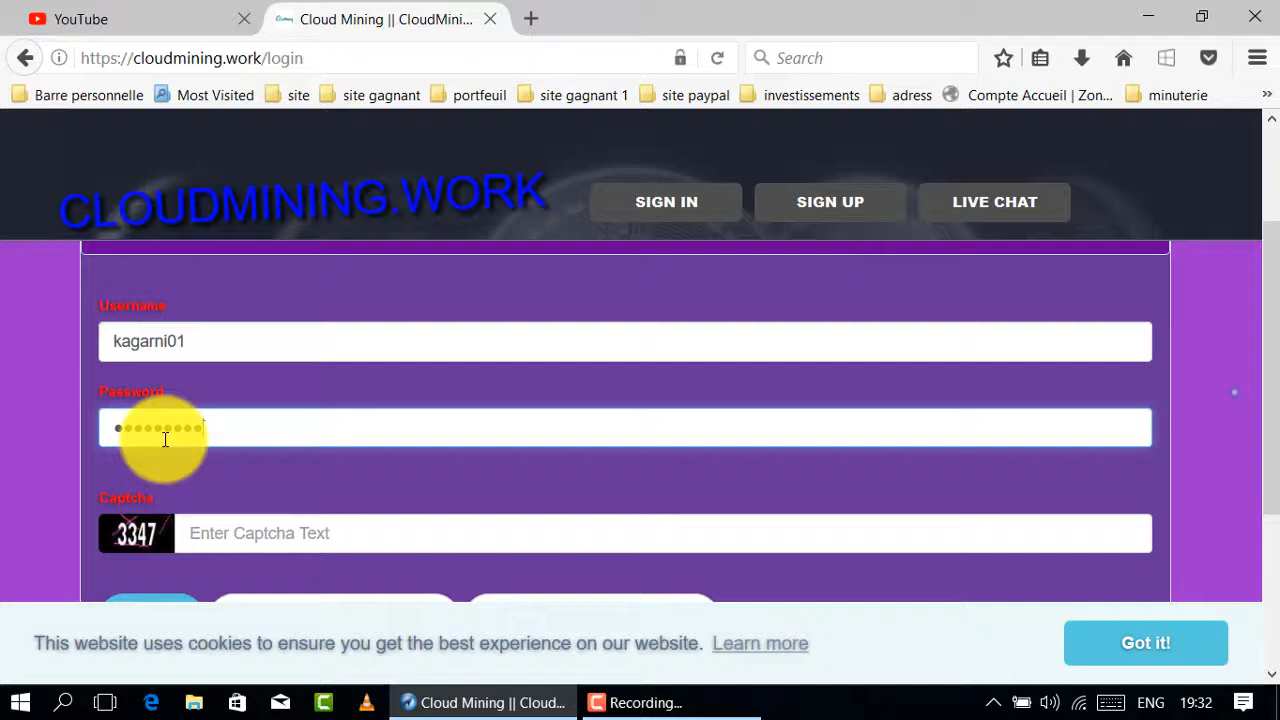 YouTube
Cloud Mining || CloudMini...
https://cloudmining.work/login
Search
Barre personnelle
Most Visited
site
site gagnant
portfeuil
site gagnant 1
site paypal
investissements
adress
Compte Accueil | Zon...
minuterie
CLOUDMINING.WORK
SIGN IN
SIGN UP
LIVE CHAT
Username
kagarni01
Password
•••••••••
Captcha
3347
Enter Captcha Text
This website uses cookies to ensure you get the best experience on our website. Learn more
Got it!
Cloud Mining || Cloud...
Recording...
ENG
19:32